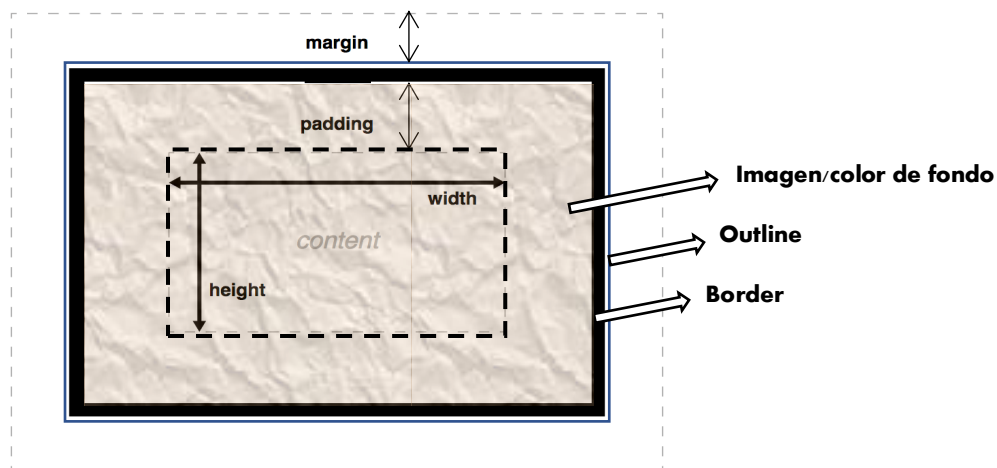 margin
padding
Imagen/color de fondo
width
Outline
content
height
Border